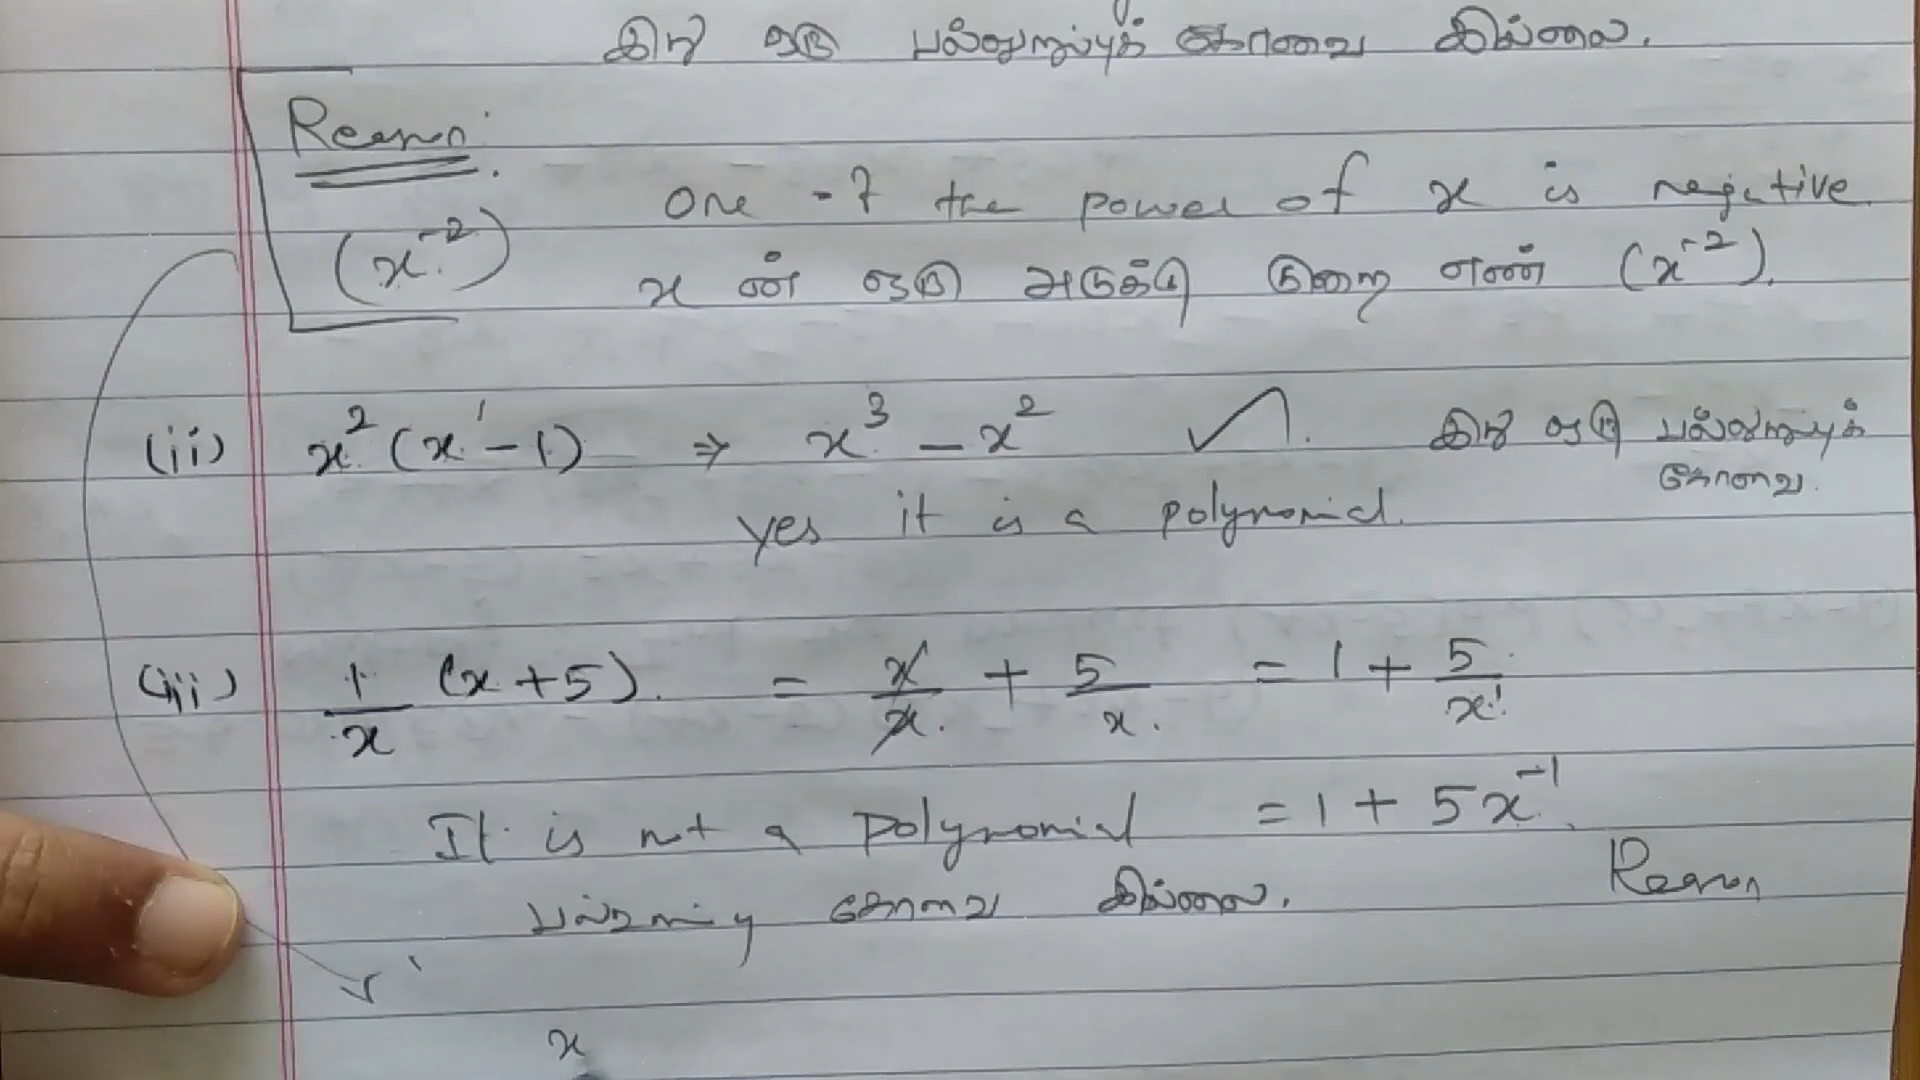 இது ஒரு பல்லுறுப்புக் கோவை இல்லை.
Reason:
One of the power of x is negative
(x⁻²)
x ன் ஒரு அடுக்கு குறை எண் (x⁻²).
(ii) x² (x¹ - 1) ⇒ x³ - x² ✓. இது ஒரு பல்லுறுப்புக்
கோவை.
yes it is a polynomial.
(iii) 1/x (x + 5). = x/x + 5/x = 1 + 5/x¹
It is not a polynomial = 1 + 5x⁻¹.
Reason
கோவை இல்லை.
x